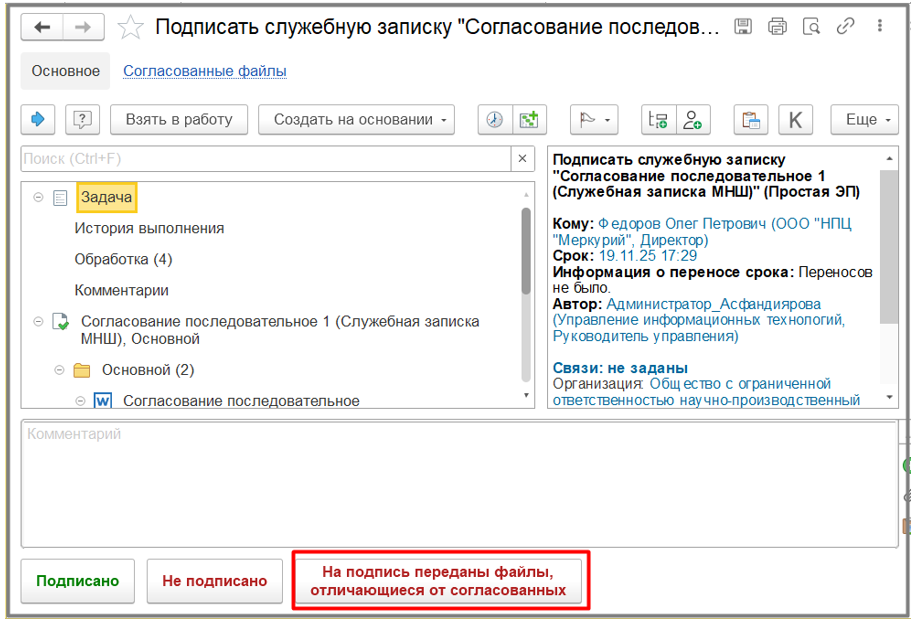 Подписать служебную записку "Согласование последов...
Основное
Согласованные файлы
Взять в работу
Создать на основании
K
Еще
Поиск (Ctrl+F)
Задача
История выполнения
Обработка (4)
Комментарии
Согласование последовательное 1 (Служебная записка
МНШ), Основной
Основной (2)
W
Согласование последовательное
Подписать служебную записку
"Согласование последовательное 1
(Служебная записка МНШ)" (Простая ЭП)
Кому: Федоров Олег Петрович (ООО "НПЦ
"Меркурий", Директор)
Срок: 19.11.25 17:29
Информация о переносе срока: Переносов
не было.
Автор: Администратор_Асфандиярова
(Управление информационных технологий,
Руководитель управления)
Связи: не заданы
Организация: Общество с ограниченной
ответственностью научно-производственный
Комментарий
Подписано
Не подписано
На подпись переданы файлы,
отличающиеся от согласованных